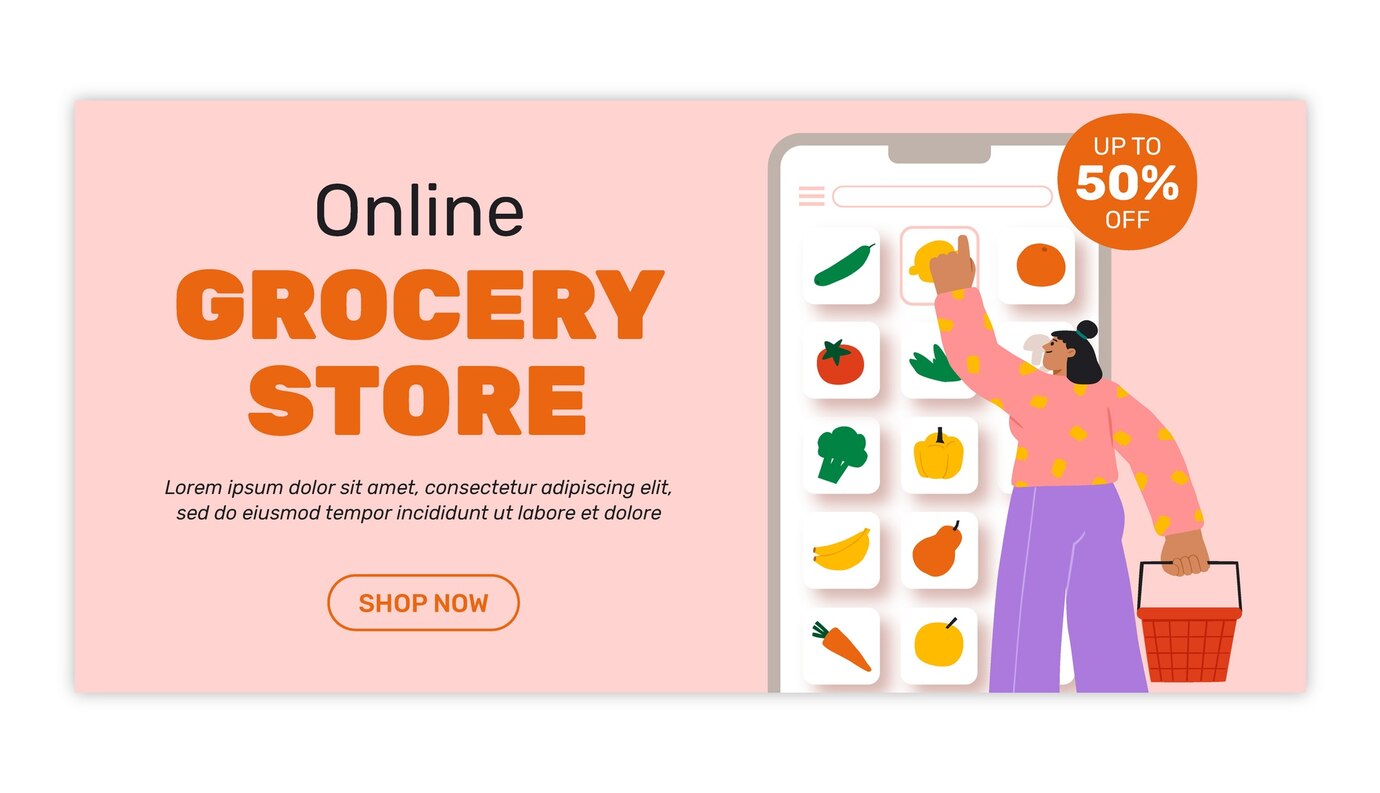 Online
GROCERY
STORE
Lorem ipsum dolor sit amet, consectetur adipiscing elit,
sed do eiusmod tempor incididunt ut labore et dolore
SHOP NOW
UP TO
50%
OFF